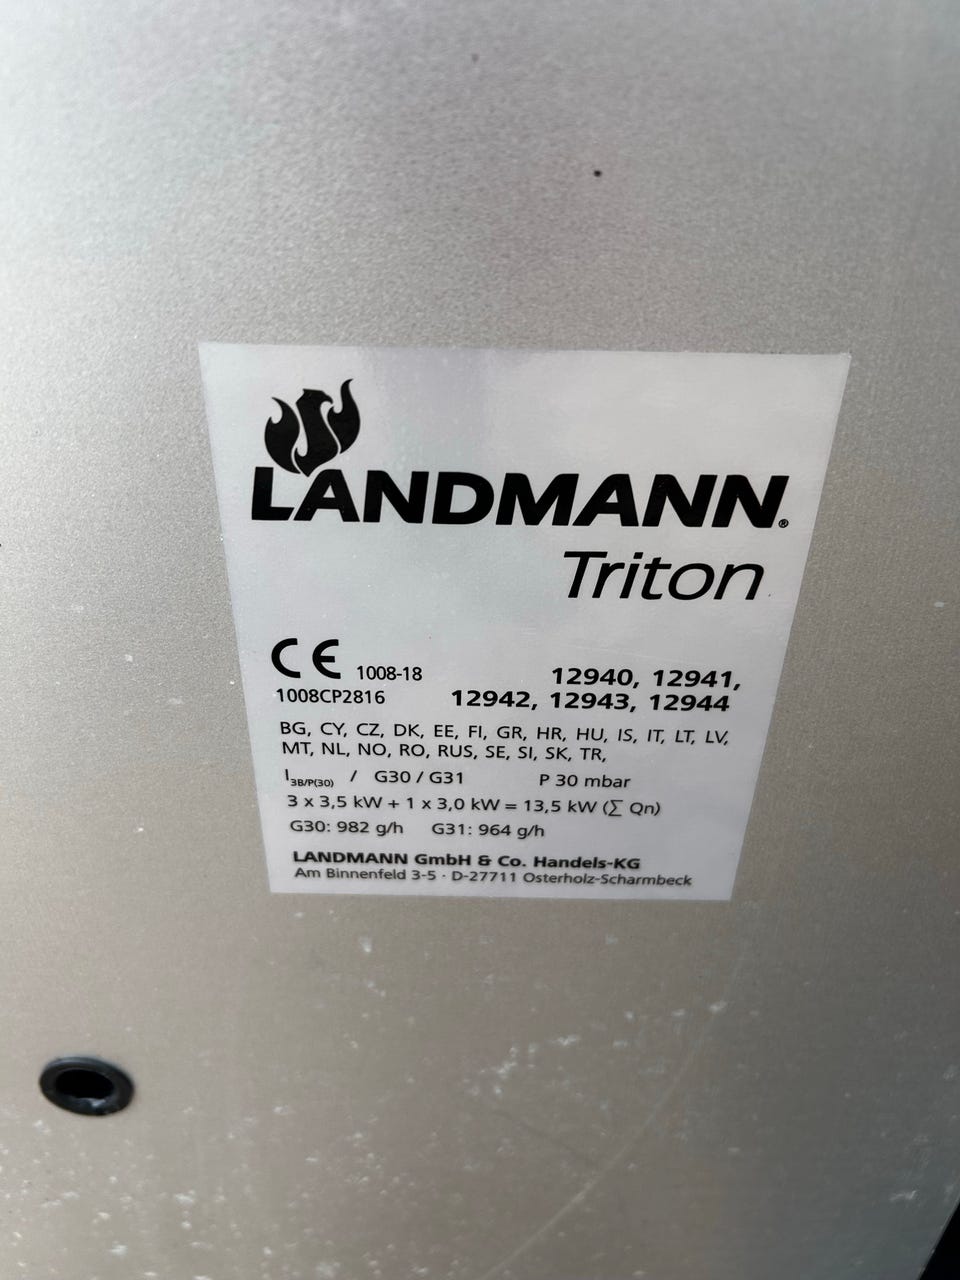 LANDMANN®
Triton
CE 1008-18
1008CP2816
12940, 12941,
12942, 12943, 12944
BG, CY, CZ, DK, EE, FI, GR, HR, HU, IS, IT, LT, LV,
MT, NL, NO, RO, RUS, SE, SI, SK, TR,
I3B/P(30) / G30 / G31 P 30 mbar
3 x 3,5 kW + 1 x 3,0 kW = 13,5 kW (∑ Qn)
G30: 982 g/h G31: 964 g/h
LANDMANN GmbH & Co. Handels-KG
Am Binnenfeld 3-5 · D-27711 Osterholz-Scharmbeck